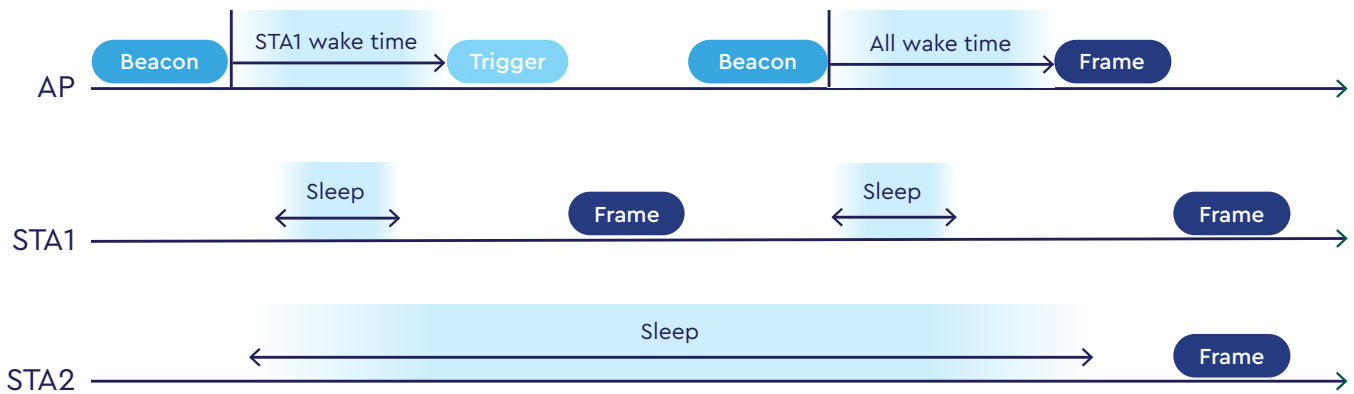 STA1 wake time
All wake time
Beacon
Trigger
Beacon
Frame
AP
Sleep
Sleep
Frame
Frame
STA1
Sleep
Frame
STA2